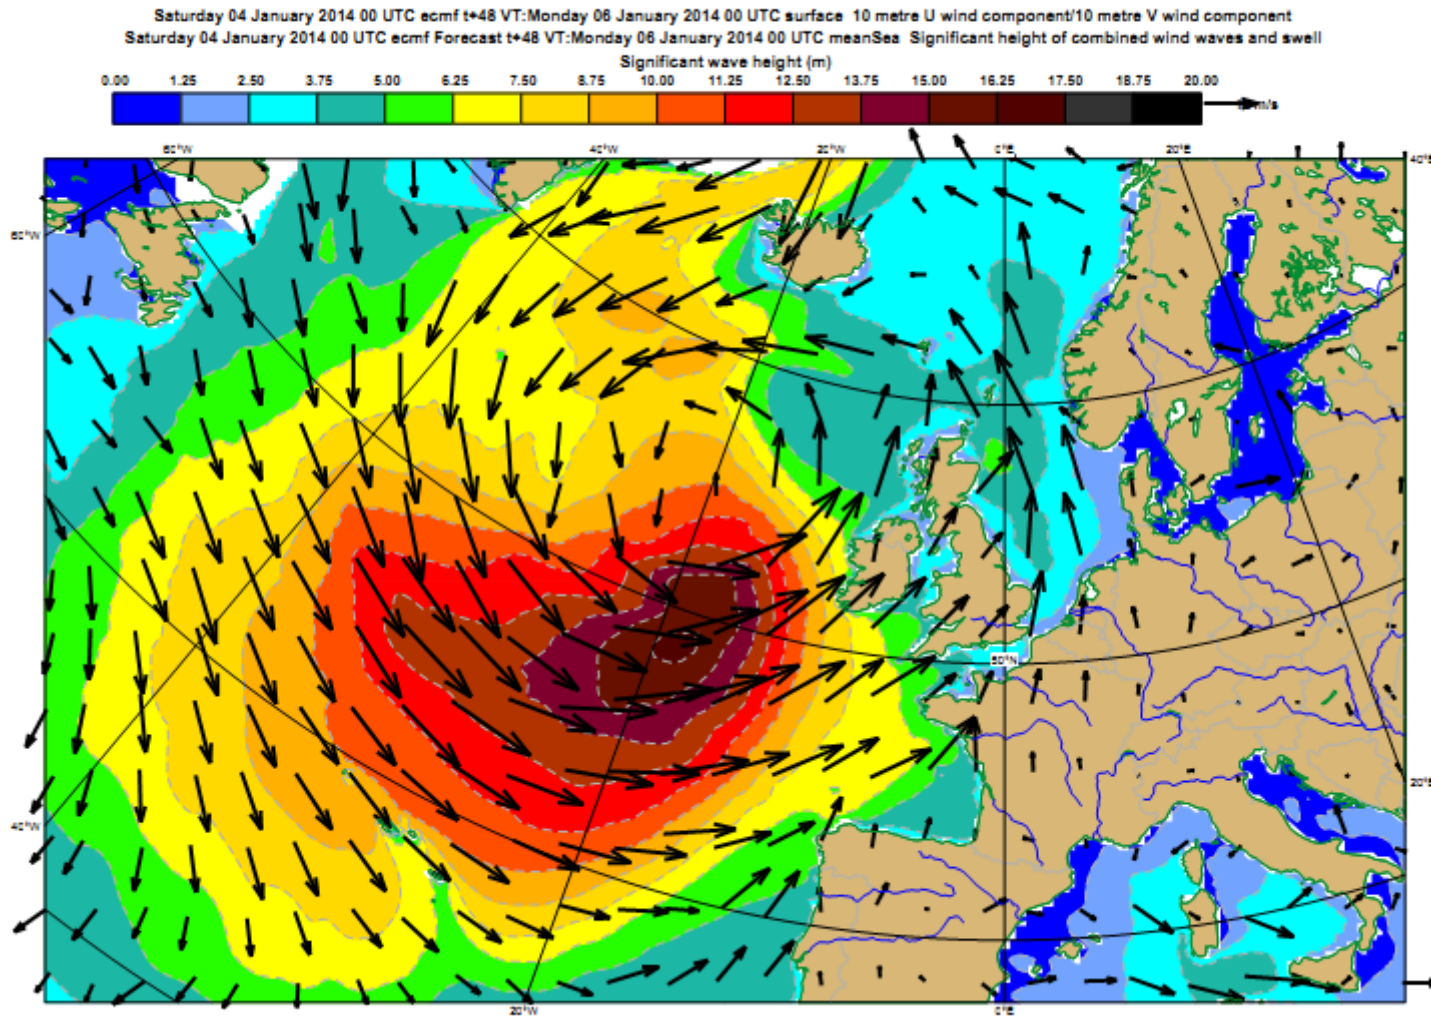 Saturday 04 January 2014 00 UTC ecmf t+48 VT:Monday 06 January 2014 00 UTC surface 10 metre U wind component/10 metre V wind component
Saturday 04 January 2014 00 UTC ecmf Forecast t+48 VT:Monday 06 January 2014 00 UTC meanSea Significant height of combined wind waves and swell
Significant wave height (m)
0.00 1.25 2.50 3.75 5.00 6.25 7.50 8.75 10.00 11.25 12.50 13.75 15.00 16.25 17.50 18.75 20.00
m/s
60°W 40°W 20°W 0°E 20°E 40°E
60°N
50°N
20°E
40°W
20°W 0°E